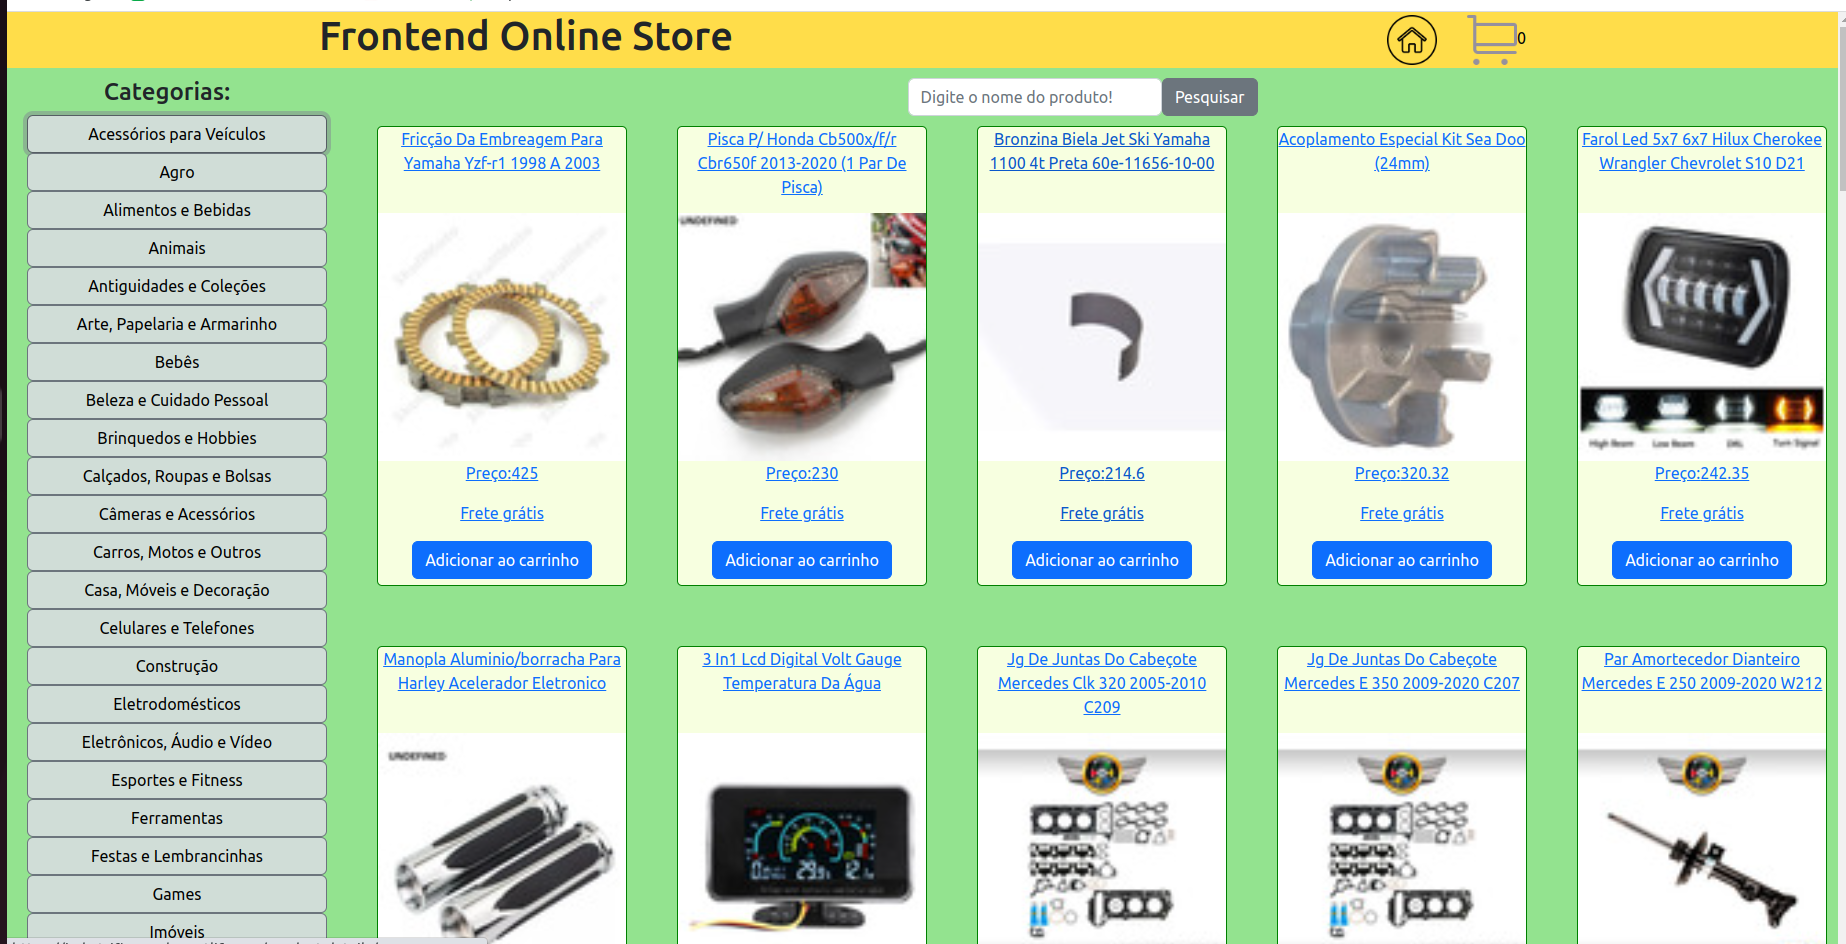 Frontend Online Store
0
Categorias:
Digite o nome do produto!
Pesquisar
Acessórios para Veículos
Agro
Alimentos e Bebidas
Animais
Antiguidades e Coleções
Arte, Papelaria e Armarinho
Bebês
Beleza e Cuidado Pessoal
Brinquedos e Hobbies
Calçados, Roupas e Bolsas
Câmeras e Acessórios
Carros, Motos e Outros
Casa, Móveis e Decoração
Celulares e Telefones
Construção
Eletrodomésticos
Eletrônicos, Áudio e Vídeo
Esportes e Fitness
Ferramentas
Festas e Lembrancinhas
Games
Imóveis
Fricção Da Embreagem Para
Yamaha Yzf-r1 1998 A 2003
Preço:425
Frete grátis
Adicionar ao carrinho
Pisca P/ Honda Cb500x/f/r
Cbr650f 2013-2020 (1 Par De
Pisca)
UNDEFINED
Preço:230
Frete grátis
Adicionar ao carrinho
Bronzina Biela Jet Ski Yamaha
1100 4t Preta 60e-11656-10-00
Preço:214.6
Frete grátis
Adicionar ao carrinho
Acoplamento Especial Kit Sea Doo
(24mm)
Preço:320.32
Frete grátis
Adicionar ao carrinho
Farol Led 5x7 6x7 Hilux Cherokee
Wrangler Chevrolet S10 D21
High Beam
Low Beam
DRL
Turn Signal
Preço:242.35
Frete grátis
Adicionar ao carrinho
Manopla Aluminio/borracha Para
Harley Acelerador Eletronico
UNDEFINED
3 In1 Lcd Digital Volt Gauge
Temperatura Da Água
Jg De Juntas Do Cabeçote
Mercedes Clk 320 2005-2010
C209
Jg De Juntas Do Cabeçote
Mercedes E 350 2009-2020 C207
Par Amortecedor Dianteiro
Mercedes E 250 2009-2020 W212